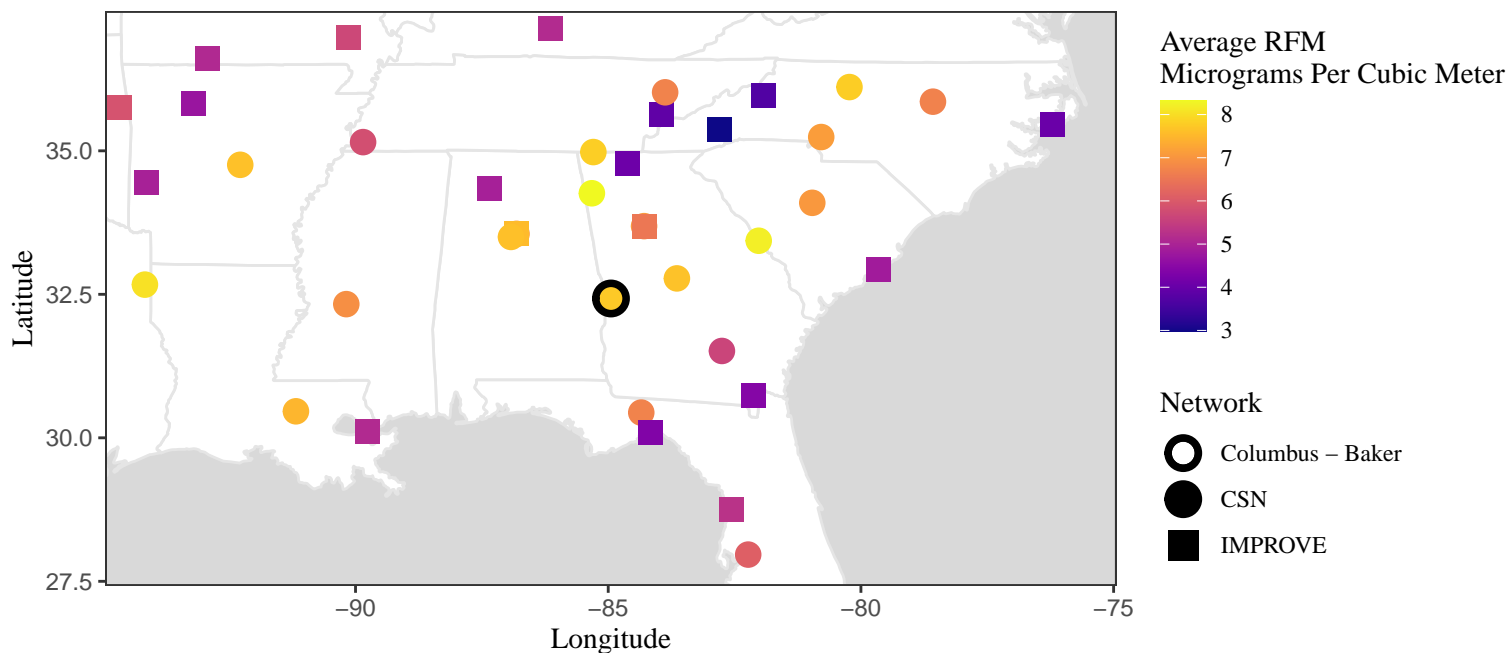 35.0
32.5
30.0
27.5
Latitude
−90
−85
−80
−75
Longitude
Average RFM
Micrograms Per Cubic Meter
8
7
6
5
4
3
Network
Columbus – Baker
CSN
IMPROVE